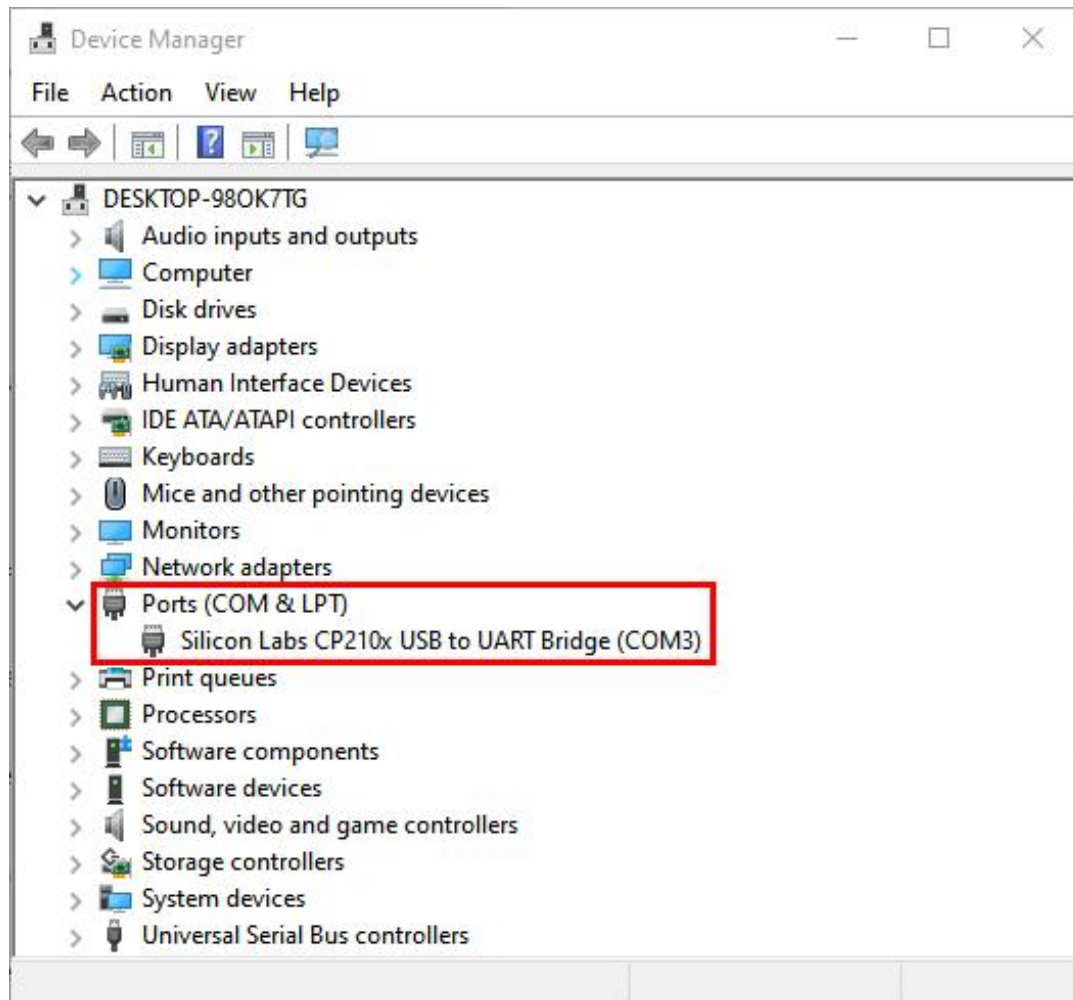 Device Manager
File Action View Help
DESKTOP-98OK7TG
Audio inputs and outputs
Computer
Disk drives
Display adapters
Human Interface Devices
IDE ATA/ATAPI controllers
Keyboards
Mice and other pointing devices
Monitors
Network adapters
Ports (COM & LPT)
Silicon Labs CP210x USB to UART Bridge (COM3)
Print queues
Processors
Software components
Software devices
Sound, video and game controllers
Storage controllers
System devices
Universal Serial Bus controllers